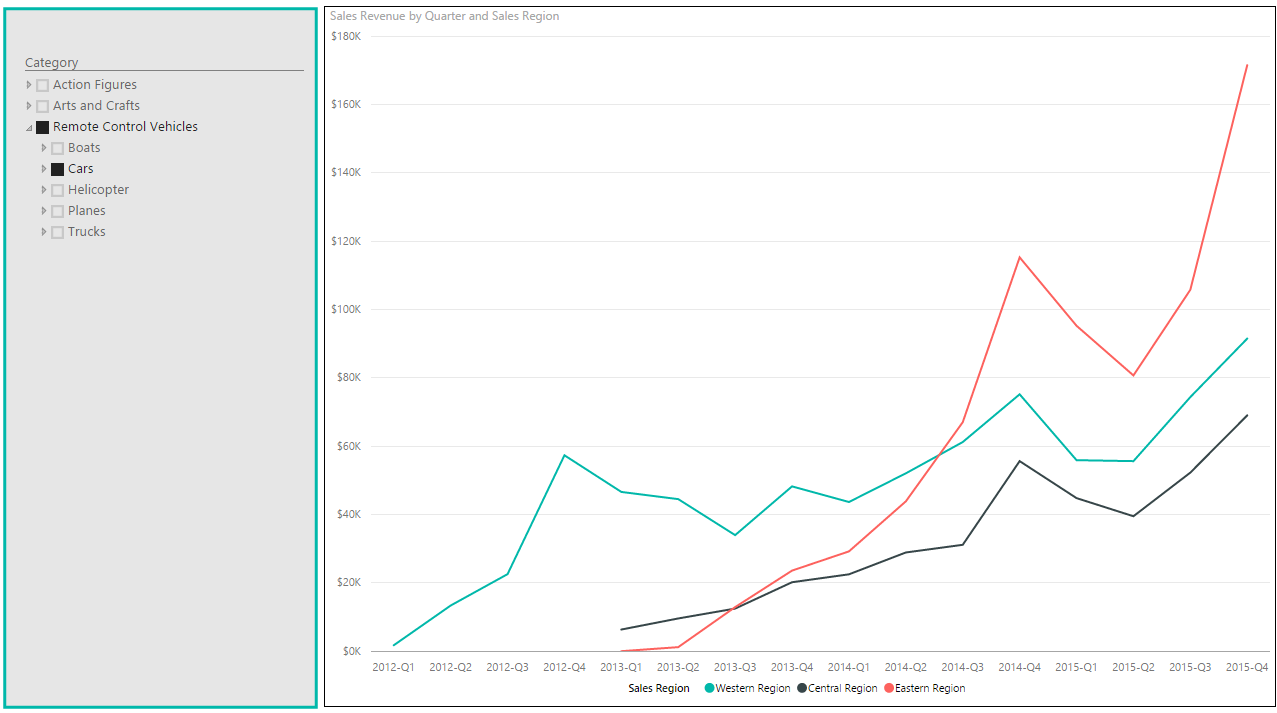 Category
Action Figures
Arts and Crafts
Remote Control Vehicles
Boats
Cars
Helicopter
Planes
Trucks
Sales Revenue by Quarter and Sales Region
$180K
$160K
$140K
$120K
$100K
$80K
$60K
$40K
$20K
$0K
2012-Q1 2012-Q2 2012-Q3 2012-Q4 2013-Q1 2013-Q2 2013-Q3 2013-Q4 2014-Q1 2014-Q2 2014-Q3 2014-Q4 2015-Q1 2015-Q2 2015-Q3 2015-Q4
Sales Region Western Region Central Region Eastern Region